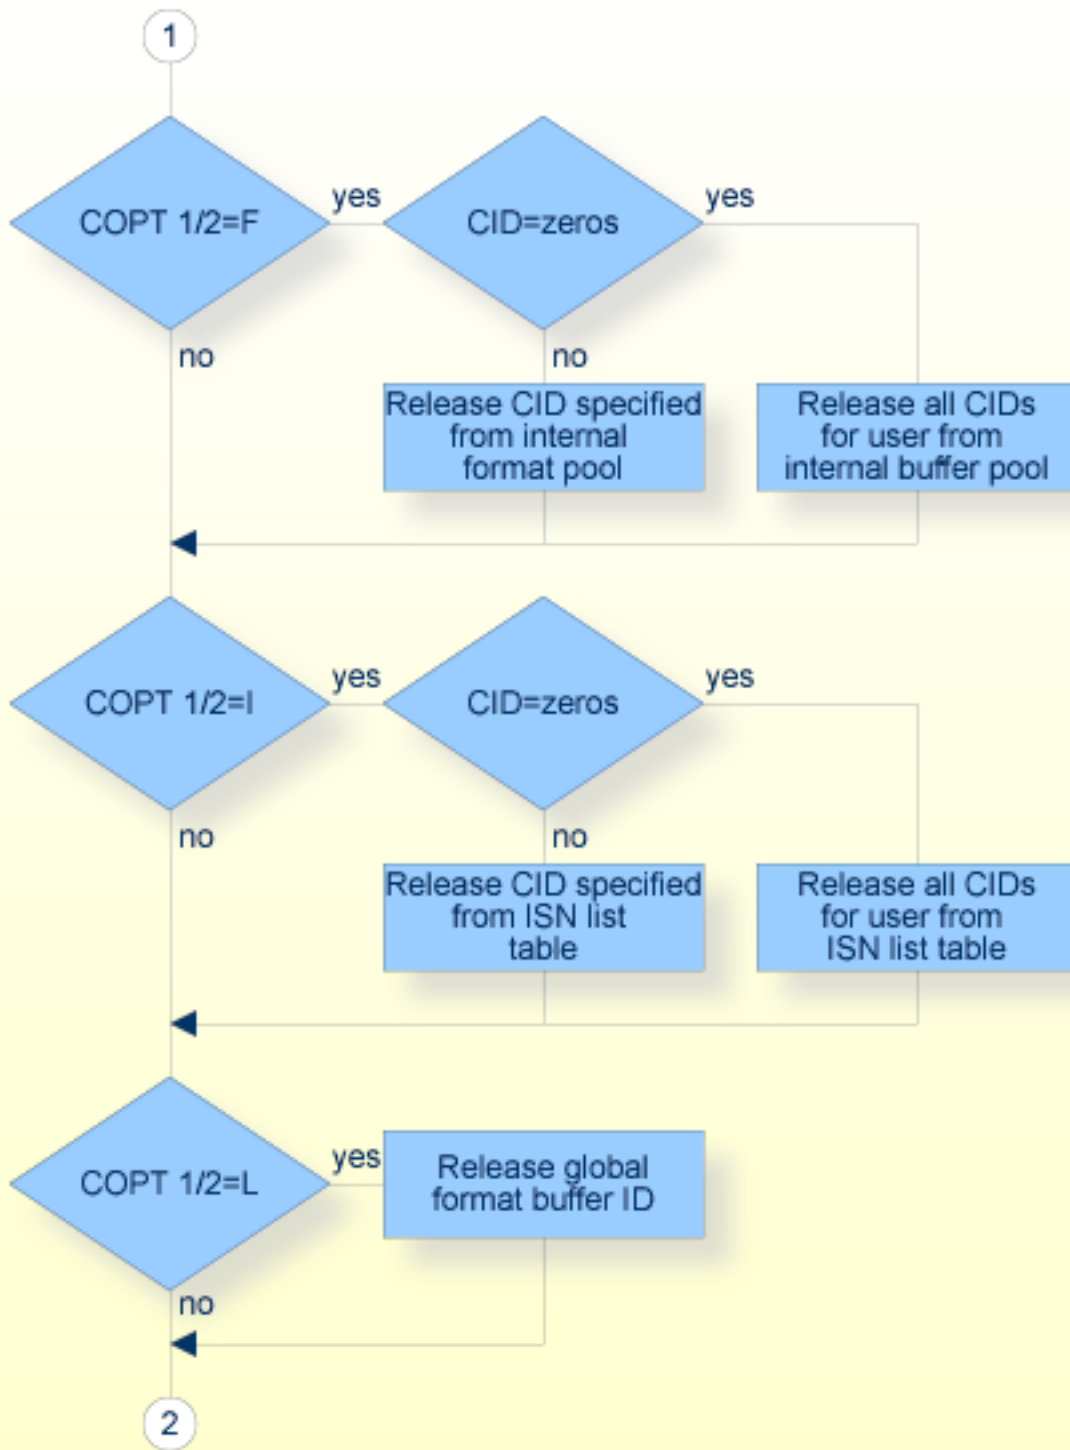 1
COPT 1/2=F
yes
CID=zeros
yes
no
no
Release CID specified
from internal
format pool
Release all CIDs
for user from
internal buffer pool
COPT 1/2=I
yes
CID=zeros
yes
no
no
Release CID specified
from ISN list
table
Release all CIDs
for user from
ISN list table
COPT 1/2=L
yes
Release global
format buffer ID
no
2